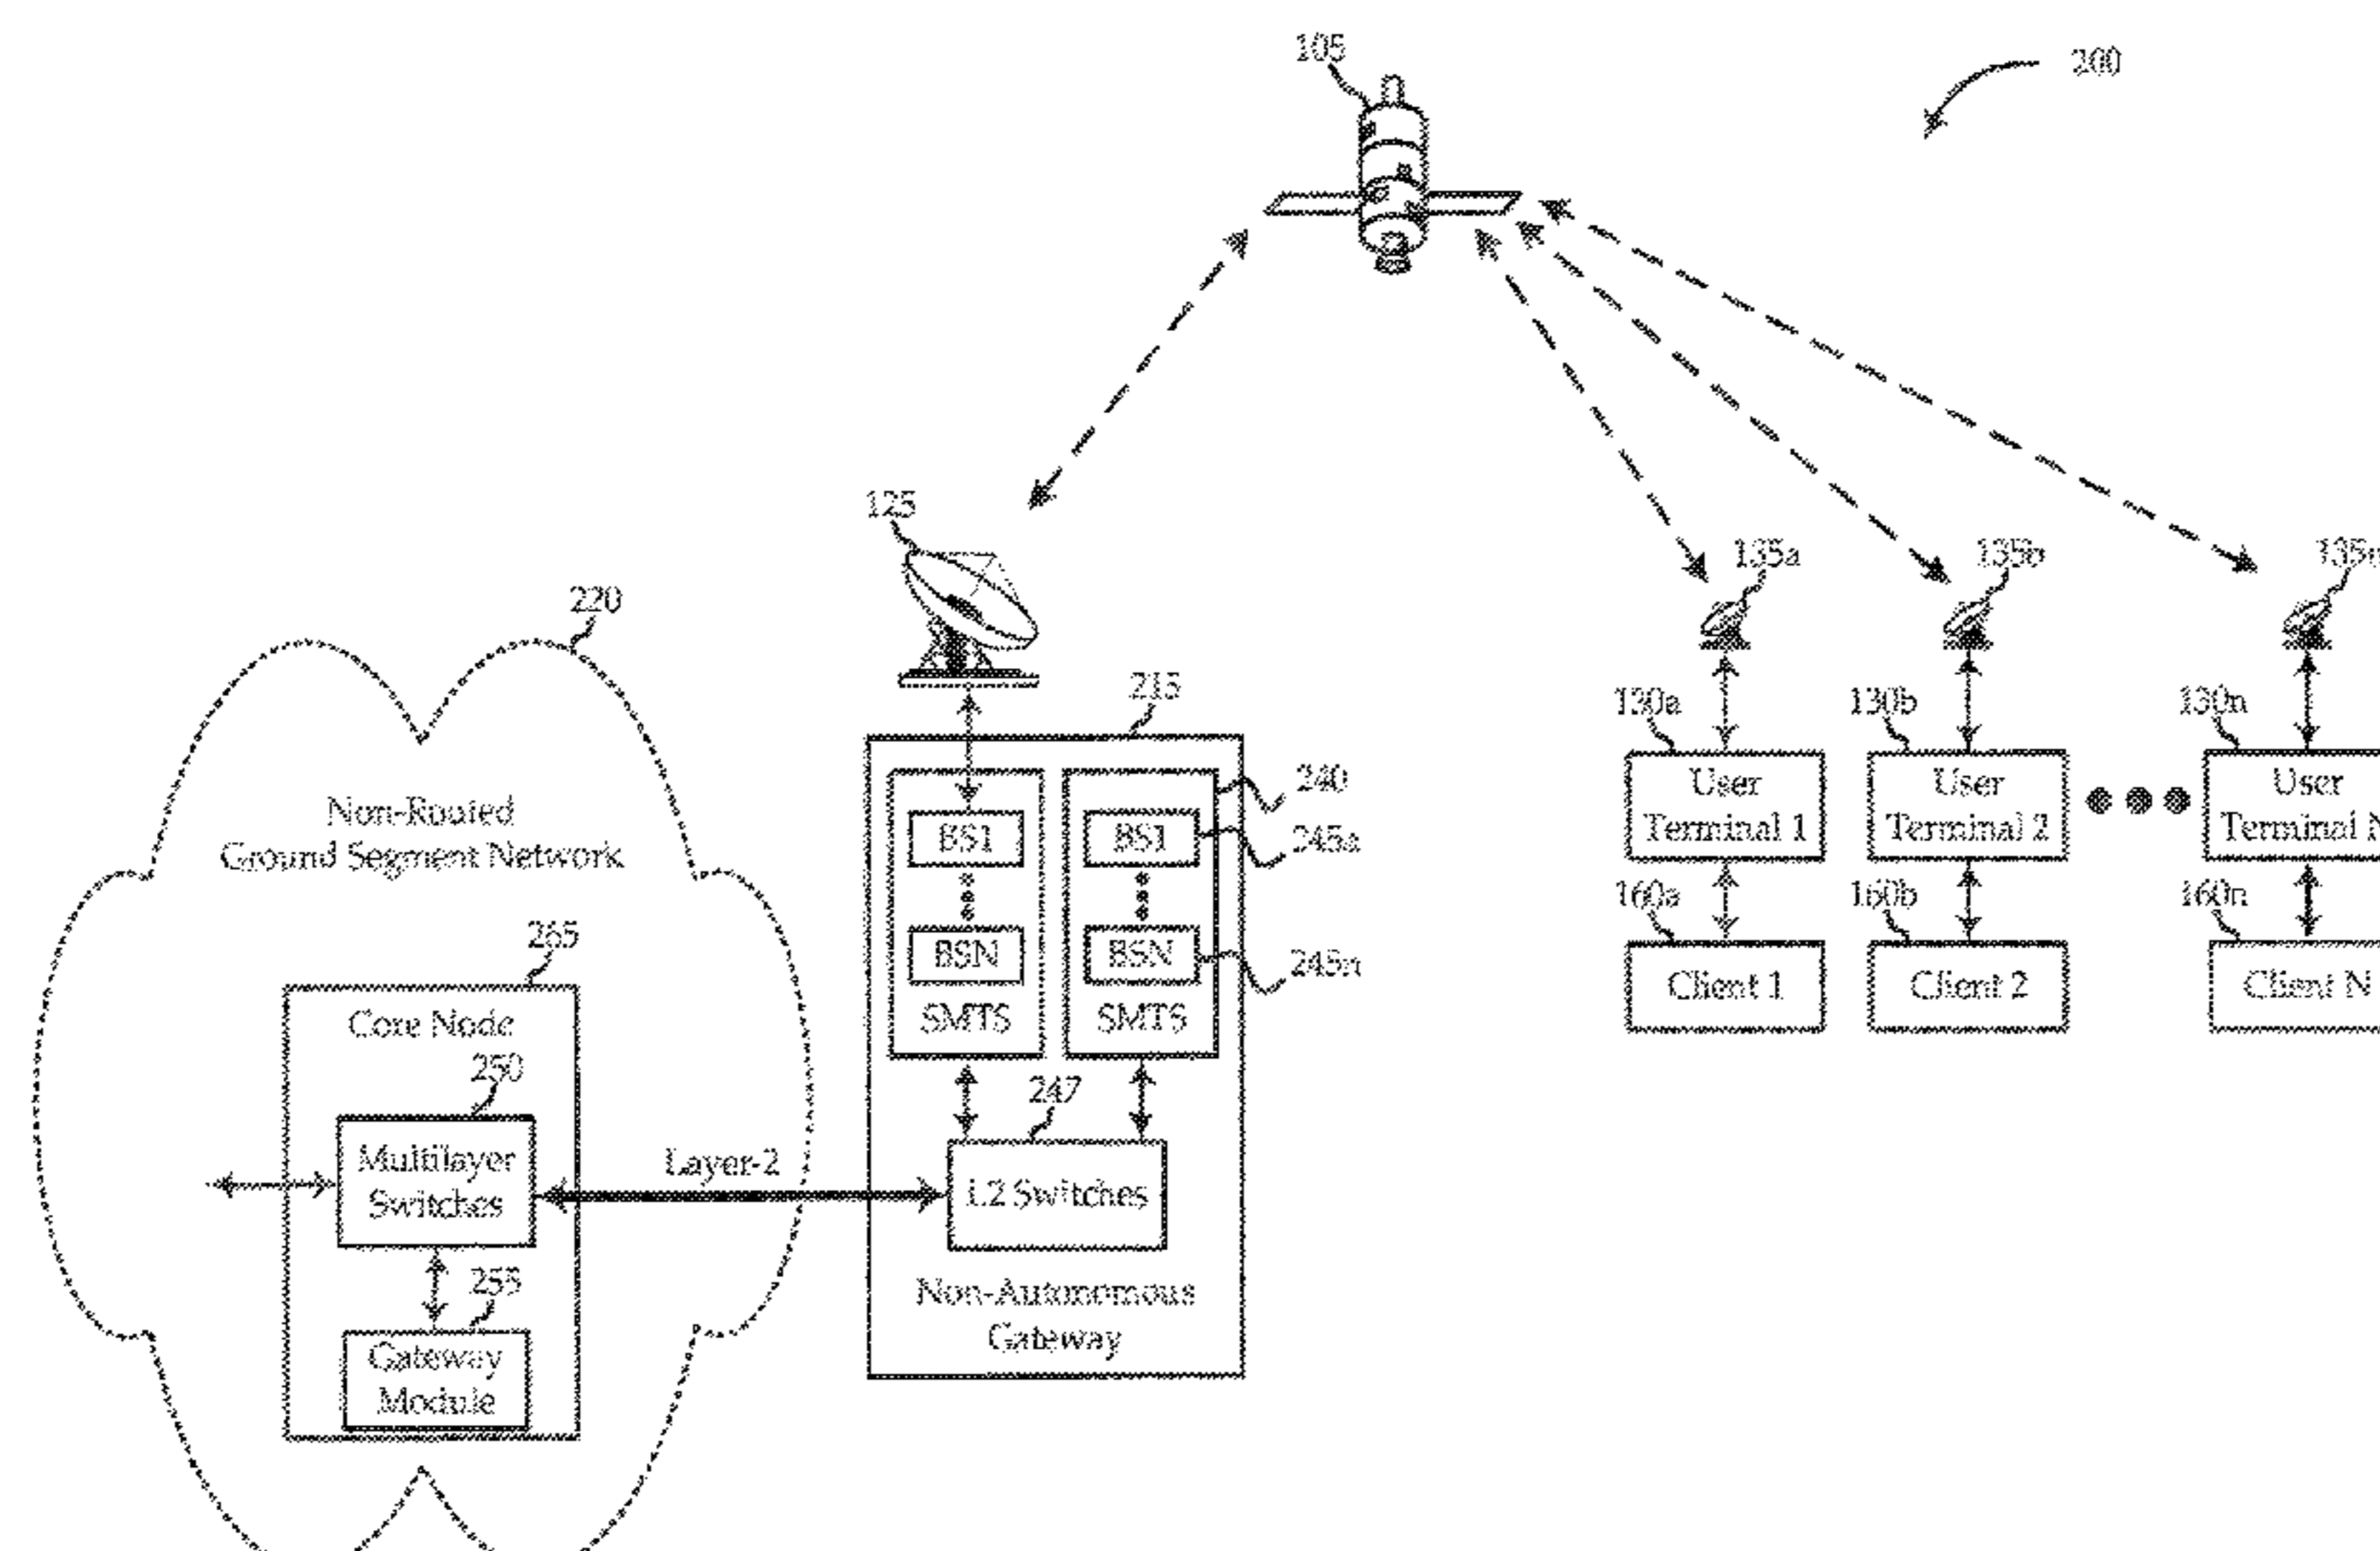 105
200
125
135a
135b
135n
220
215
130a
130b
130n
Non-Routed
Ground Segment Network
240
245a
245n
BS1
BSN
SMTS
BS1
BSN
SMTS
User
Terminal 1
User
Terminal 2
User
Terminal N
160a
160b
160n
Client 1
Client 2
Client N
265
Core Node
250
Multilayer
Switches
Layer-2
247
L2 Switches
255
Gateway
Module
Non-Autonomous
Gateway